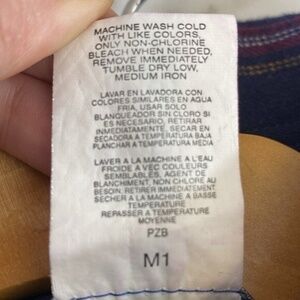 MACHINE WASH COLD
WITH LIKE COLORS,
ONLY NON-CHLORINE
BLEACH WHEN NEEDED,
REMOVE IMMEDIATELY
TUMBLE DRY LOW,
MEDIUM IRON
LAVAR EN LAVADORA CON
COLORES SIMILARES EN AQUA
FRIA, USAR SOLO
BLANQUEADOR SIN CLORO SI
ES NECESARIO, RETIRAR
INMEDIATAMENTE, SECAR EN
SECADORA A TEMPERATURA BAJA
PLANCHAR A TEMPERATURA MEDIA
LAVER A LA MACHINE A L'EAU
FROIDE A VEC COULEURS
SEMBLABLES, AGENT DE
BLANCHIMENT, NON CHLORE AU
BESOIN, RETIRER IMMEDIATEMENT
SECHER A LA MACHINE A BASSE
TEMPERATURE
REPASSER A TEMPERATURE
MOYENNE
PZB
M1